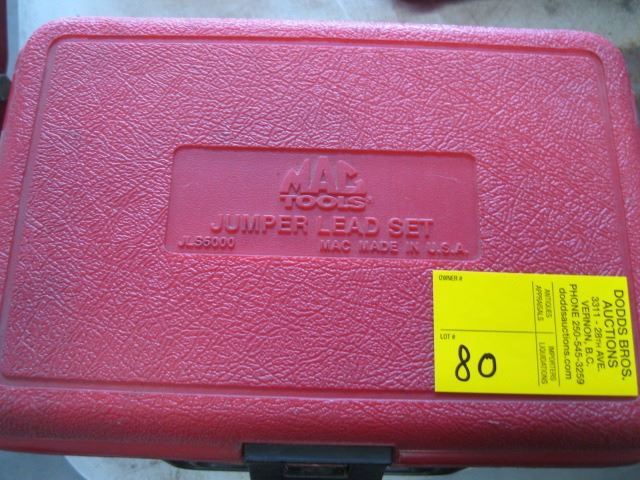 MAC
TOOLS
JUMPER LEAD SET
JLS6000 MAC MADE IN U.S.A.
OWNER #
LOT #
80
DODDS BROS.
AUCTIONS
3311 - 28TH AVE.
VERNON, B.C.
PHONE 250-545-3259
doddsauctions.com
ANTIQUES IMPORTERS
APPRAISALS LIQUIDATIONS